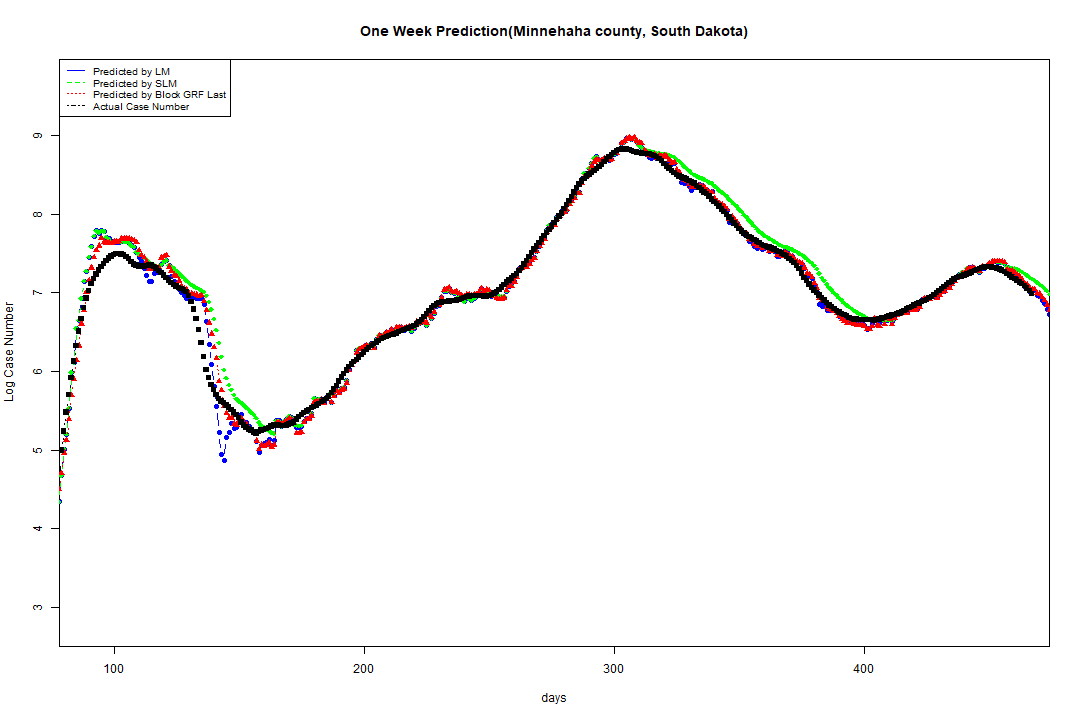 One Week Prediction(Minnehaha county, South Dakota)
Predicted by LM
Predicted by SLM
Predicted by Block GRF Last
Actual Case Number
9
8
7
6
5
4
3
Log Case Number
100 200 300 400
days